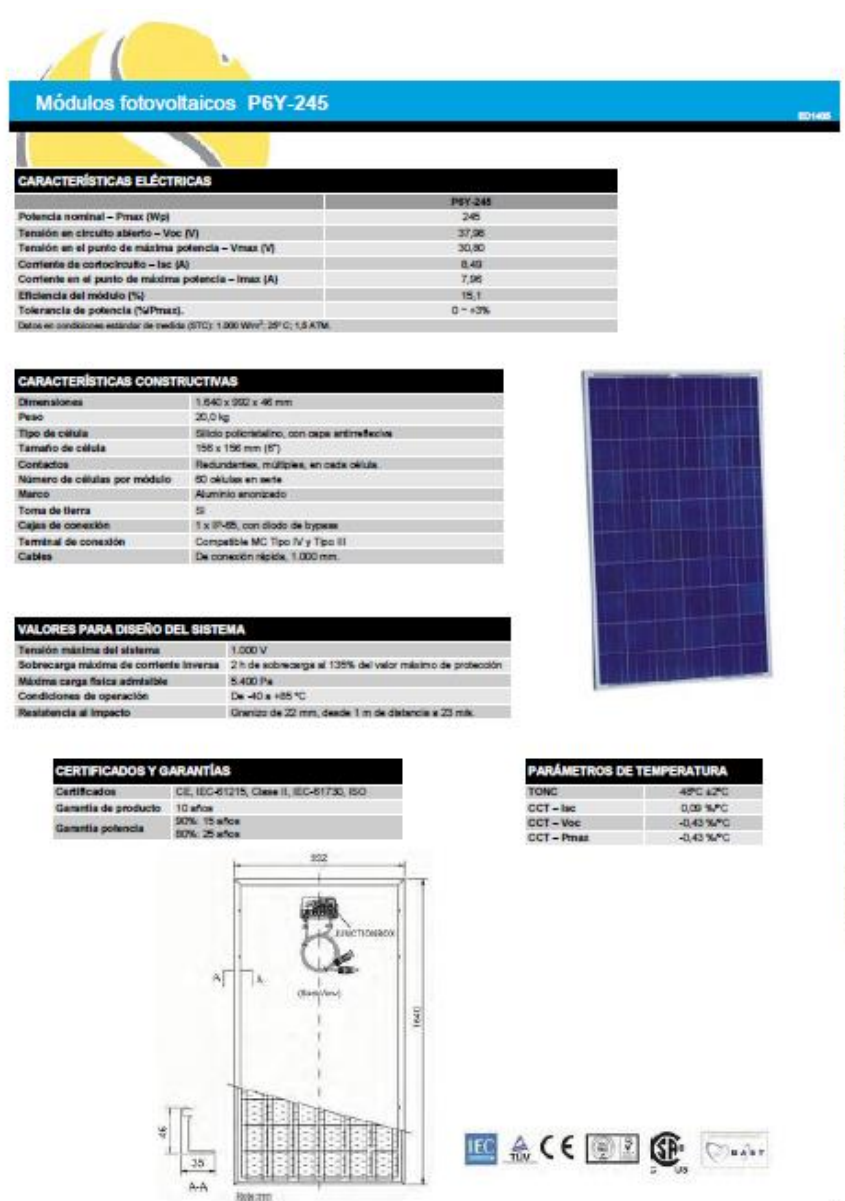 Módulos fotovoltaicos P6Y-245
ED1405
CARACTERÍSTICAS ELÉCTRICAS
P6Y-245
Potencia nominal – Pmax (Wp) 245
Tensión en circuito abierto – Voc (V) 37,98
Tensión en el punto de máxima potencia – Vmax (V) 30,80
Corriente de cortocircuito – Isc (A) 8,49
Corriente en el punto de máxima potencia – Imax (A) 7,96
Eficiencia del módulo (%) 15,1
Tolerancia de potencia (%/Pmax). 0 ~ +3%
Datos en condiciones estándar de medida (STC): 1.000 W/m²; 25º C; 1,5 ATM.
CARACTERÍSTICAS CONSTRUCTIVAS
Dimensiones 1.640 x 992 x 46 mm
Peso 20,0 kg
Tipo de célula Silicio policristalino, con capa antirreflexiva
Tamaño de célula 156 x 156 mm (6")
Contactos Redundantes, múltiples, en cada célula.
Número de células por módulo 60 células en serie
Marco Aluminio anonizado
Toma de tierra Si
Cajas de conexión 1 x IP-65, con diodo de bypass
Terminal de conexión Compatible MC Tipo IV y Tipo III
Cables De conexión rápida, 1.000 mm.
VALORES PARA DISEÑO DEL SISTEMA
Tensión máxima del sistema 1.000 V
Sobrecarga máxima de corriente inversa 2 h de sobrecarga al 135% del valor máximo de protección
Máxima carga física admisible 5.400 Pa
Condiciones de operación De -40 a +85 ºC
Resistencia al impacto Granizo de 22 mm, desde 1 m de distancia a 23 m/s.
CERTIFICADOS Y GARANTÍAS
Certificados CE, IEC-61215, Clase II, IEC-61730, ISO
Garantía de producto 10 años
Garantía potencia 90%: 15 años
80%: 25 años
PARÁMETROS DE TEMPERATURA
TONC 48ºC ±2ºC
CCT – Isc 0,09 %/ºC
CCT – Voc -0,43 %/ºC
CCT – Pmax -0,43 %/ºC
992
JUNCTION BOX
A A
(Back View)
1640
46
35
A-A
Note:mm
IEC
TÜV
CE
SA
C US
BAST